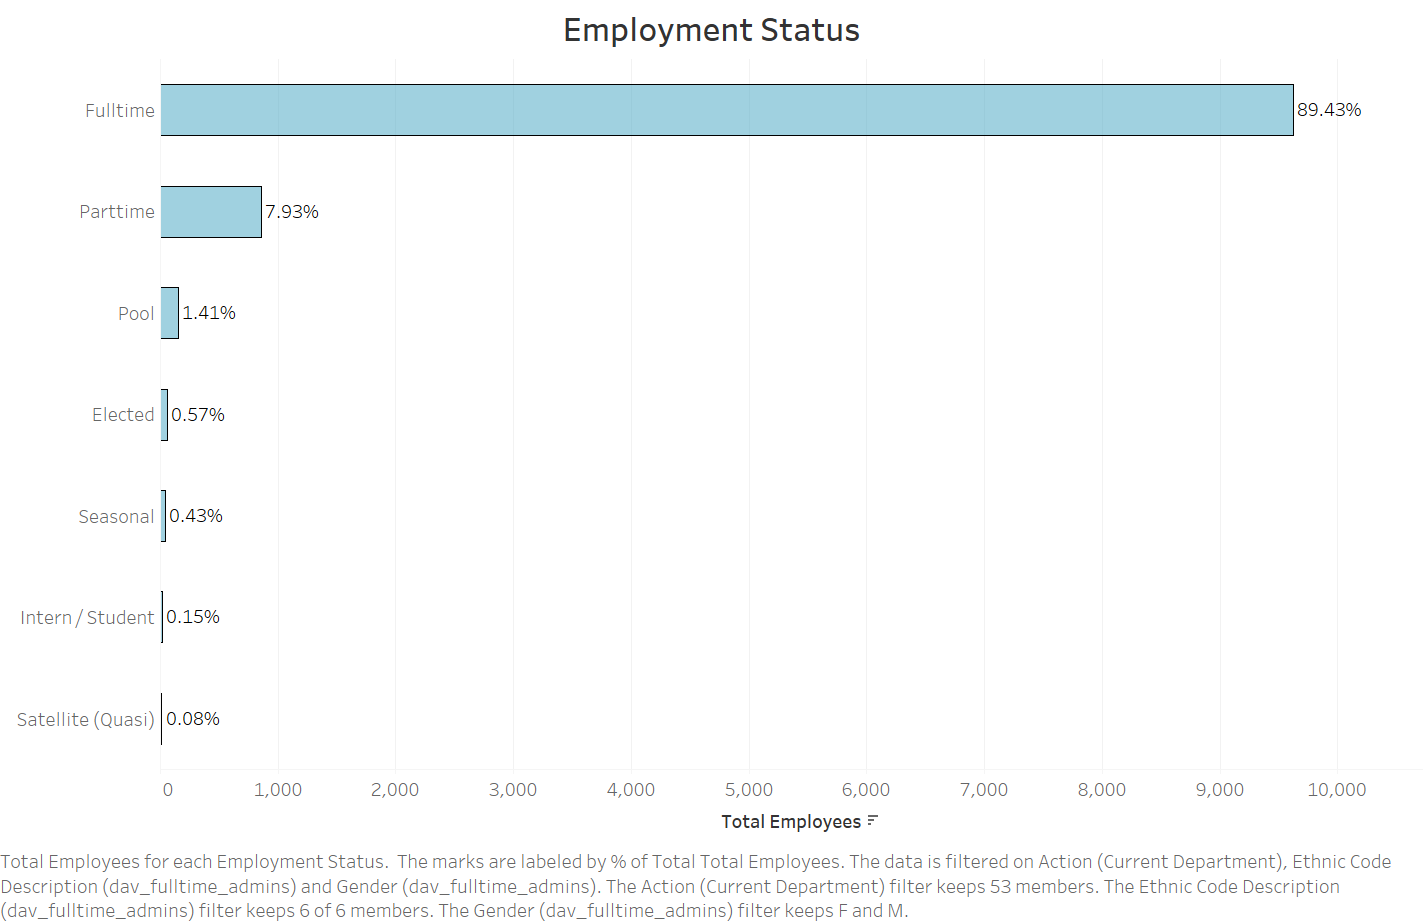 Employment Status
Fulltime 89.43%
Parttime 7.93%
Pool 1.41%
Elected 0.57%
Seasonal 0.43%
Intern / Student 0.15%
Satellite (Quasi) 0.08%
0 1,000 2,000 3,000 4,000 5,000 6,000 7,000 8,000 9,000 10,000
Total Employees
Total Employees for each Employment Status.  The marks are labeled by % of Total Total Employees. The data is filtered on Action (Current Department), Ethnic Code
Description (dav_fulltime_admins) and Gender (dav_fulltime_admins). The Action (Current Department) filter keeps 53 members. The Ethnic Code Description
(dav_fulltime_admins) filter keeps 6 of 6 members. The Gender (dav_fulltime_admins) filter keeps F and M.